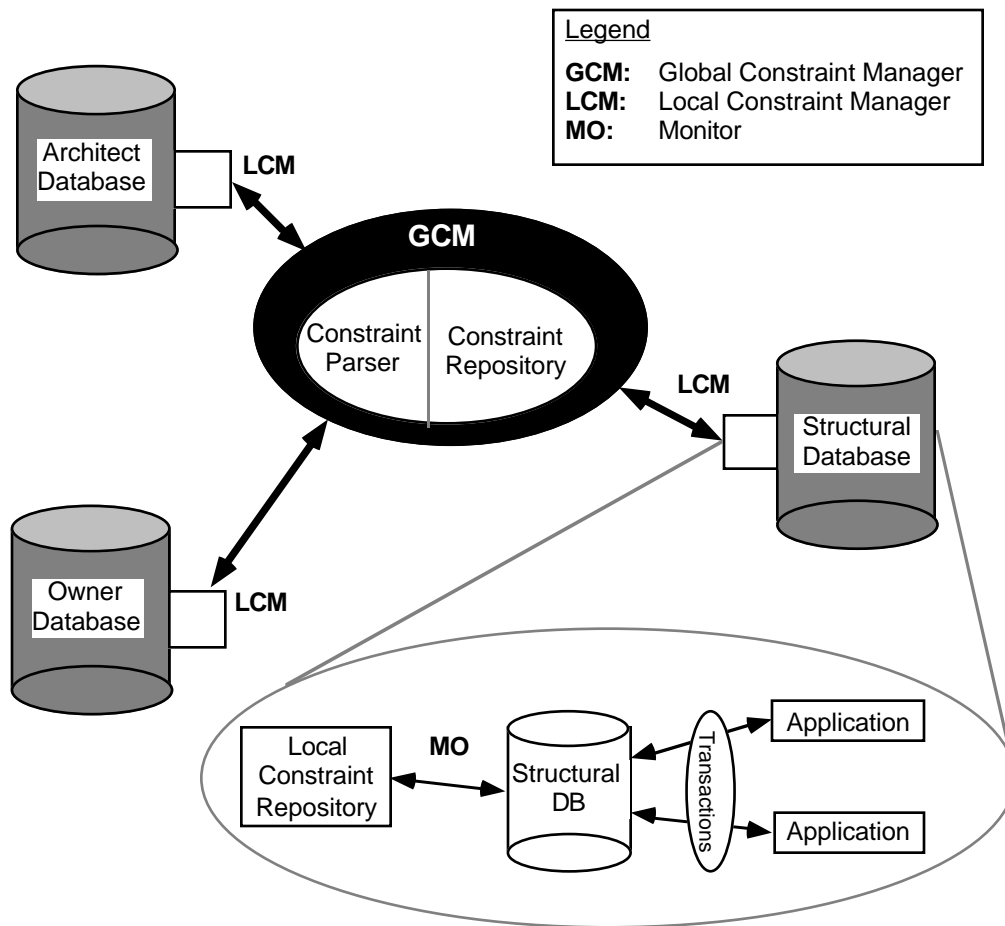 Legend
GCM: Global Constraint Manager
LCM: Local Constraint Manager
MO: Monitor
Architect
Database
LCM
GCM
Constraint
Parser
Constraint
Repository
LCM
Structural
Database
Owner
Database
LCM
Local
Constraint
Repository
MO
Structural
DB
Transactions
Application
Application